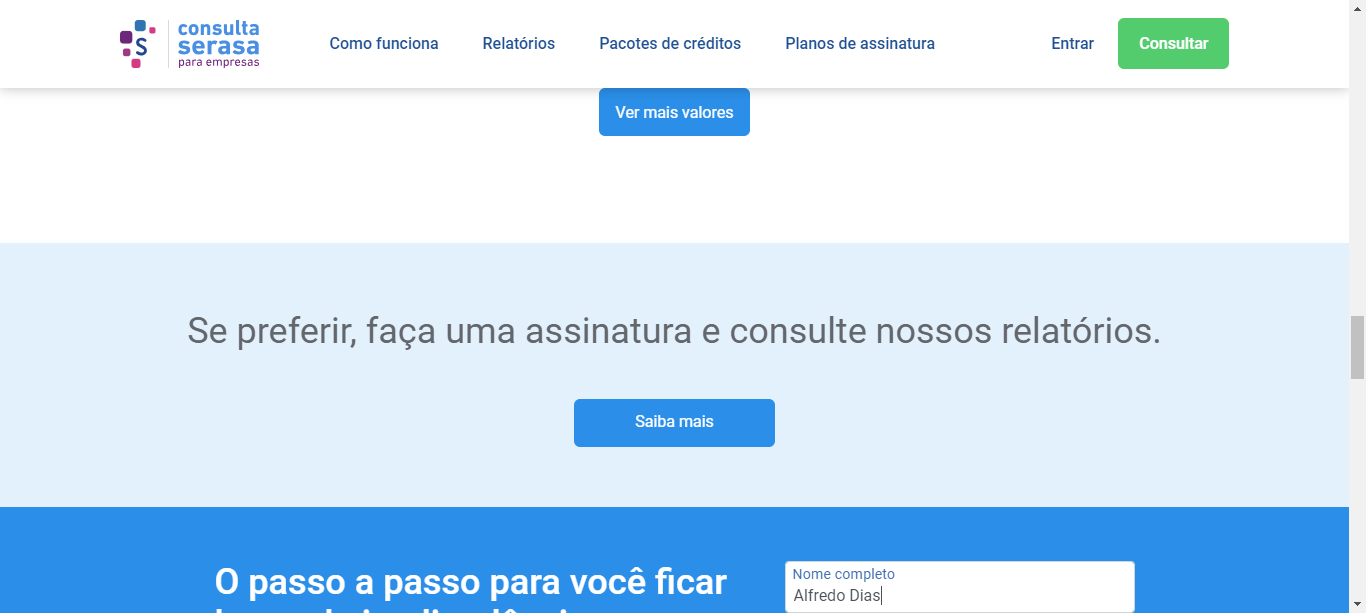 S
consulta
serasa
para empresas
Como funciona
Relatórios
Pacotes de créditos
Planos de assinatura
Entrar
Consultar
Ver mais valores
Se preferir, faça uma assinatura e consulte nossos relatórios.
Saiba mais
O passo a passo para você ficar
Nome completo
Alfredo Dias